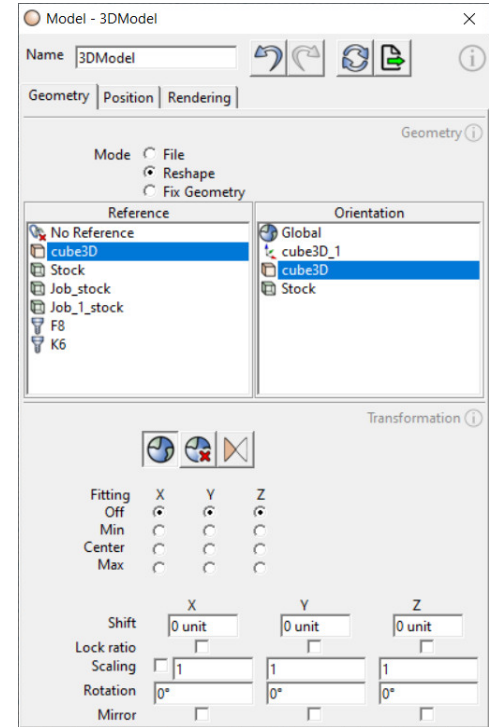 Model - 3DModel
Name 3DModel
Geometry Position Rendering
Geometry
Mode File
Reshape
Fix Geometry
Reference Orientation
No Reference Global
cube3D cube3D_1
Stock cube3D
Job_stock Stock
Job_1_stock
F8
K6
Transformation
Fitting X Y Z
Off
Min
Center
Max
X Y Z
Shift 0 unit 0 unit 0 unit
Lock ratio
Scaling 1 1 1
Rotation 0° 0° 0°
Mirror